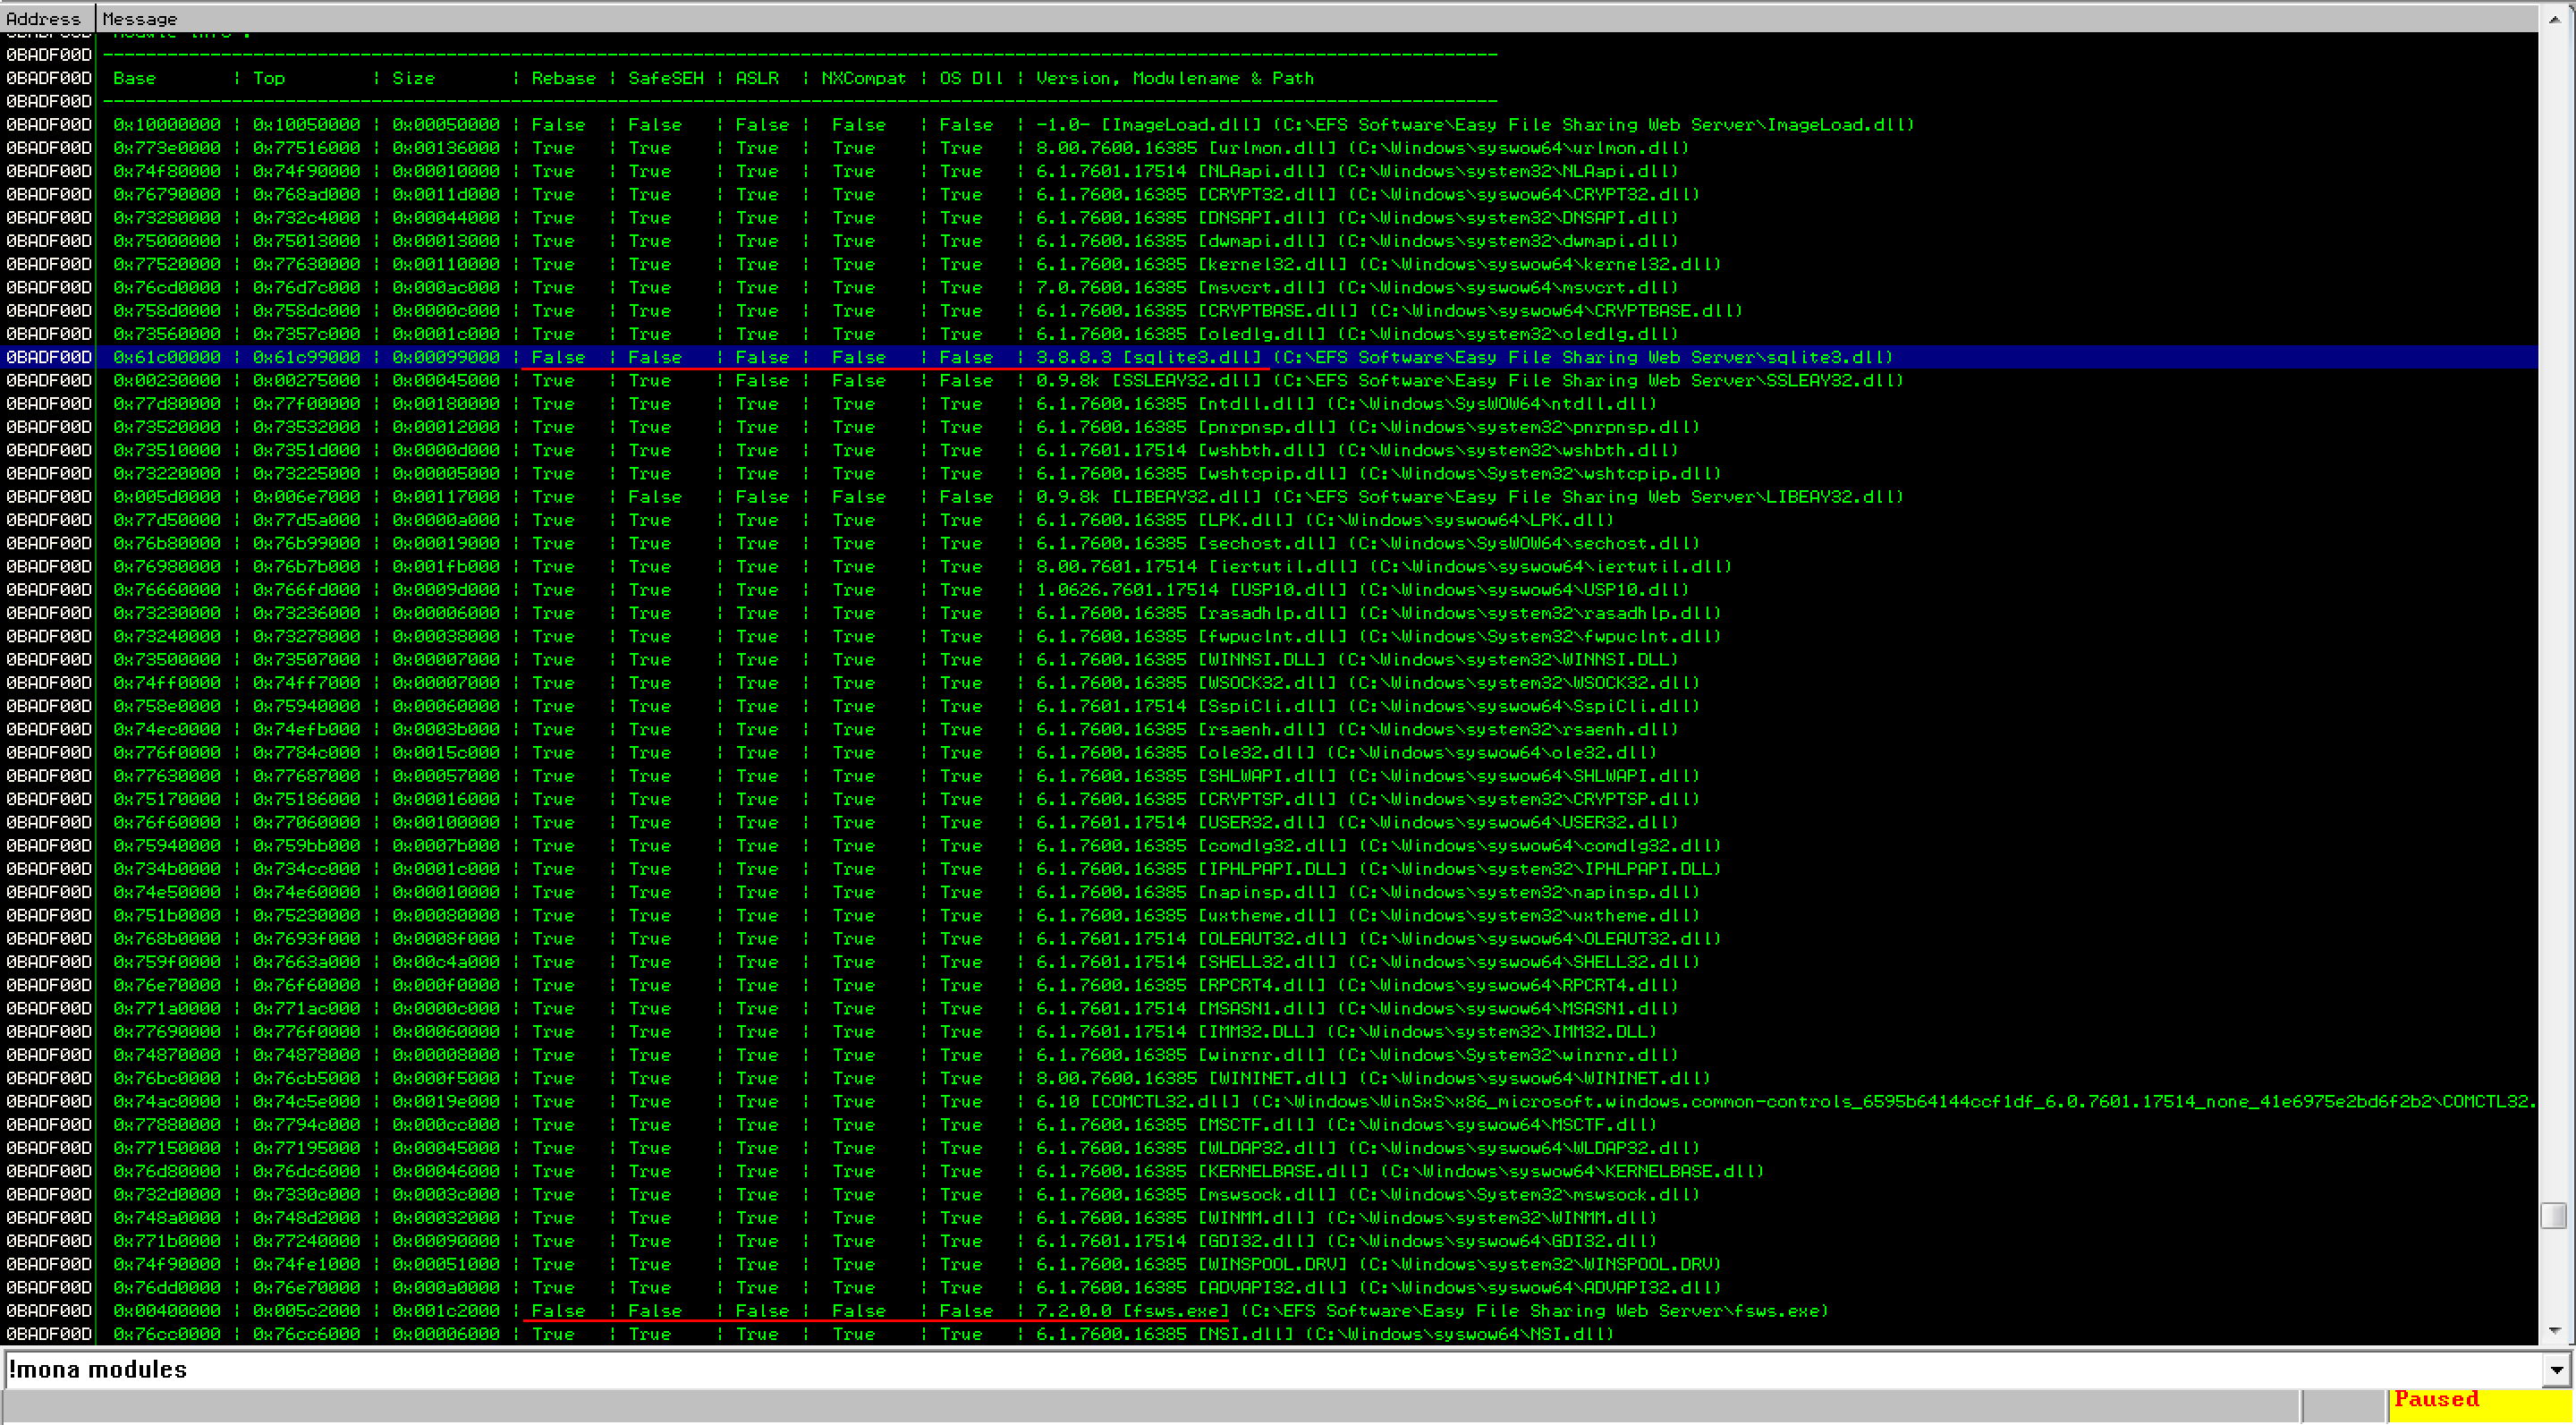 Address Message
0BADF00D Module info :
0BADF00D ----------------------------------------------------------------------------------------------------------------------------------
0BADF00D Base | Top | Size | Rebase | SafeSEH | ASLR | NXCompat | OS Dll | Version, Modulename & Path
0BADF00D ----------------------------------------------------------------------------------------------------------------------------------
0BADF00D 0x10000000 | 0x10050000 | 0x00050000 | False | False | False | False | False | -1.0- [ImageLoad.dll] (C:\EFS Software\Easy File Sharing Web Server\ImageLoad.dll)
0BADF00D 0x773e0000 | 0x77516000 | 0x00136000 | True | True | True | True | True | 8.00.7600.16385 [urlmon.dll] (C:\Windows\syswow64\urlmon.dll)
0BADF00D 0x74f80000 | 0x74f90000 | 0x00010000 | True | True | True | True | True | 6.1.7601.17514 [NLAapi.dll] (C:\Windows\system32\NLAapi.dll)
0BADF00D 0x76790000 | 0x768ad000 | 0x0011d000 | True | True | True | True | True | 6.1.7600.16385 [CRYPT32.dll] (C:\Windows\syswow64\CRYPT32.dll)
0BADF00D 0x73280000 | 0x732c4000 | 0x00044000 | True | True | True | True | True | 6.1.7600.16385 [DNSAPI.dll] (C:\Windows\system32\DNSAPI.dll)
0BADF00D 0x75000000 | 0x75013000 | 0x00013000 | True | True | True | True | True | 6.1.7600.16385 [dwmapi.dll] (C:\Windows\system32\dwmapi.dll)
0BADF00D 0x77520000 | 0x77630000 | 0x00110000 | True | True | True | True | True | 6.1.7600.16385 [kernel32.dll] (C:\Windows\syswow64\kernel32.dll)
0BADF00D 0x76cd0000 | 0x76d7c000 | 0x000ac000 | True | True | True | True | True | 7.0.7600.16385 [msvcrt.dll] (C:\Windows\syswow64\msvcrt.dll)
0BADF00D 0x758d0000 | 0x758dc000 | 0x0000c000 | True | True | True | True | True | 6.1.7600.16385 [CRYPTBASE.dll] (C:\Windows\syswow64\CRYPTBASE.dll)
0BADF00D 0x73560000 | 0x7357c000 | 0x0001c000 | True | True | True | True | True | 6.1.7600.16385 [oledlg.dll] (C:\Windows\system32\oledlg.dll)
0BADF00D 0x61c00000 | 0x61c99000 | 0x00099000 | False | False | False | False | False | 3.8.8.3 [sqlite3.dll] (C:\EFS Software\Easy File Sharing Web Server\sqlite3.dll)
0BADF00D 0x00230000 | 0x00275000 | 0x00045000 | True | True | False | False | False | 0.9.8k [SSLEAY32.dll] (C:\EFS Software\Easy File Sharing Web Server\SSLEAY32.dll)
0BADF00D 0x77d80000 | 0x77f00000 | 0x00180000 | True | True | True | True | True | 6.1.7600.16385 [ntdll.dll] (C:\Windows\SysWOW64\ntdll.dll)
0BADF00D 0x73520000 | 0x73532000 | 0x00012000 | True | True | True | True | True | 6.1.7600.16385 [pnrpnsp.dll] (C:\Windows\system32\pnrpnsp.dll)
0BADF00D 0x73510000 | 0x7351d000 | 0x0000d000 | True | True | True | True | True | 6.1.7601.17514 [wshbth.dll] (C:\Windows\system32\wshbth.dll)
0BADF00D 0x73220000 | 0x73225000 | 0x00005000 | True | True | True | True | True | 6.1.7600.16385 [wshtcpip.dll] (C:\Windows\System32\wshtcpip.dll)
0BADF00D 0x005d0000 | 0x006e7000 | 0x00117000 | True | False | False | False | False | 0.9.8k [LIBEAY32.dll] (C:\EFS Software\Easy File Sharing Web Server\LIBEAY32.dll)
0BADF00D 0x77d50000 | 0x77d5a000 | 0x0000a000 | True | True | True | True | True | 6.1.7600.16385 [LPK.dll] (C:\Windows\syswow64\LPK.dll)
0BADF00D 0x76b80000 | 0x76b99000 | 0x00019000 | True | True | True | True | True | 6.1.7600.16385 [sechost.dll] (C:\Windows\SysWOW64\sechost.dll)
0BADF00D 0x76980000 | 0x76b7b000 | 0x001fb000 | True | True | True | True | True | 8.00.7601.17514 [iertutil.dll] (C:\Windows\syswow64\iertutil.dll)
0BADF00D 0x76660000 | 0x766fd000 | 0x0009d000 | True | True | True | True | True | 1.0626.7601.17514 [USP10.dll] (C:\Windows\syswow64\USP10.dll)
0BADF00D 0x73230000 | 0x73236000 | 0x00006000 | True | True | True | True | True | 6.1.7600.16385 [rasadhlp.dll] (C:\Windows\system32\rasadhlp.dll)
0BADF00D 0x73240000 | 0x73278000 | 0x00038000 | True | True | True | True | True | 6.1.7600.16385 [fwpuclnt.dll] (C:\Windows\System32\fwpuclnt.dll)
0BADF00D 0x73500000 | 0x73507000 | 0x00007000 | True | True | True | True | True | 6.1.7600.16385 [WINNSI.DLL] (C:\Windows\system32\WINNSI.DLL)
0BADF00D 0x74ff0000 | 0x74ff7000 | 0x00007000 | True | True | True | True | True | 6.1.7600.16385 [WSOCK32.dll] (C:\Windows\system32\WSOCK32.dll)
0BADF00D 0x758e0000 | 0x75940000 | 0x00060000 | True | True | True | True | True | 6.1.7601.17514 [SspiCli.dll] (C:\Windows\syswow64\SspiCli.dll)
0BADF00D 0x74ec0000 | 0x74efb000 | 0x0003b000 | True | True | True | True | True | 6.1.7600.16385 [rsaenh.dll] (C:\Windows\system32\rsaenh.dll)
0BADF00D 0x776f0000 | 0x7784c000 | 0x0015c000 | True | True | True | True | True | 6.1.7600.16385 [ole32.dll] (C:\Windows\syswow64\ole32.dll)
0BADF00D 0x77630000 | 0x77687000 | 0x00057000 | True | True | True | True | True | 6.1.7600.16385 [SHLWAPI.dll] (C:\Windows\syswow64\SHLWAPI.dll)
0BADF00D 0x75170000 | 0x75186000 | 0x00016000 | True | True | True | True | True | 6.1.7600.16385 [CRYPTSP.dll] (C:\Windows\system32\CRYPTSP.dll)
0BADF00D 0x76f60000 | 0x77060000 | 0x00100000 | True | True | True | True | True | 6.1.7601.17514 [USER32.dll] (C:\Windows\syswow64\USER32.dll)
0BADF00D 0x75940000 | 0x759bb000 | 0x0007b000 | True | True | True | True | True | 6.1.7600.16385 [comdlg32.dll] (C:\Windows\syswow64\comdlg32.dll)
0BADF00D 0x734b0000 | 0x734cc000 | 0x0001c000 | True | True | True | True | True | 6.1.7600.16385 [IPHLPAPI.DLL] (C:\Windows\system32\IPHLPAPI.DLL)
0BADF00D 0x74e50000 | 0x74e60000 | 0x00010000 | True | True | True | True | True | 6.1.7600.16385 [napinsp.dll] (C:\Windows\system32\napinsp.dll)
0BADF00D 0x751b0000 | 0x75230000 | 0x00080000 | True | True | True | True | True | 6.1.7600.16385 [uxtheme.dll] (C:\Windows\system32\uxtheme.dll)
0BADF00D 0x768b0000 | 0x7693f000 | 0x0008f000 | True | True | True | True | True | 6.1.7601.17514 [OLEAUT32.dll] (C:\Windows\syswow64\OLEAUT32.dll)
0BADF00D 0x759f0000 | 0x7663a000 | 0x00c4a000 | True | True | True | True | True | 6.1.7601.17514 [SHELL32.dll] (C:\Windows\syswow64\SHELL32.dll)
0BADF00D 0x76e70000 | 0x76f60000 | 0x000f0000 | True | True | True | True | True | 6.1.7600.16385 [RPCRT4.dll] (C:\Windows\syswow64\RPCRT4.dll)
0BADF00D 0x771a0000 | 0x771ac000 | 0x0000c000 | True | True | True | True | True | 6.1.7601.17514 [MSASN1.dll] (C:\Windows\syswow64\MSASN1.dll)
0BADF00D 0x77690000 | 0x776f0000 | 0x00060000 | True | True | True | True | True | 6.1.7601.17514 [IMM32.DLL] (C:\Windows\system32\IMM32.DLL)
0BADF00D 0x74870000 | 0x74878000 | 0x00008000 | True | True | True | True | True | 6.1.7600.16385 [winrnr.dll] (C:\Windows\System32\winrnr.dll)
0BADF00D 0x76bc0000 | 0x76cb5000 | 0x000f5000 | True | True | True | True | True | 8.00.7600.16385 [WININET.dll] (C:\Windows\syswow64\WININET.dll)
0BADF00D 0x74ac0000 | 0x74c5e000 | 0x0019e000 | True | True | True | True | True | 6.10 [COMCTL32.dll] (C:\Windows\WinSxS\x86_microsoft.windows.common-controls_6595b64144ccf1df_6.0.7601.17514_none_41e6975e2bd6f2b2\COMCTL32.
0BADF00D 0x77880000 | 0x7794c000 | 0x000cc000 | True | True | True | True | True | 6.1.7600.16385 [MSCTF.dll] (C:\Windows\syswow64\MSCTF.dll)
0BADF00D 0x77150000 | 0x77195000 | 0x00045000 | True | True | True | True | True | 6.1.7600.16385 [WLDAP32.dll] (C:\Windows\syswow64\WLDAP32.dll)
0BADF00D 0x76d80000 | 0x76dc6000 | 0x00046000 | True | True | True | True | True | 6.1.7600.16385 [KERNELBASE.dll] (C:\Windows\syswow64\KERNELBASE.dll)
0BADF00D 0x732d0000 | 0x7330c000 | 0x0003c000 | True | True | True | True | True | 6.1.7600.16385 [mswsock.dll] (C:\Windows\System32\mswsock.dll)
0BADF00D 0x748a0000 | 0x748d2000 | 0x00032000 | True | True | True | True | True | 6.1.7600.16385 [WINMM.dll] (C:\Windows\system32\WINMM.dll)
0BADF00D 0x771b0000 | 0x77240000 | 0x00090000 | True | True | True | True | True | 6.1.7601.17514 [GDI32.dll] (C:\Windows\syswow64\GDI32.dll)
0BADF00D 0x74f90000 | 0x74fe1000 | 0x00051000 | True | True | True | True | True | 6.1.7600.16385 [WINSPOOL.DRV] (C:\Windows\system32\WINSPOOL.DRV)
0BADF00D 0x76dd0000 | 0x76e70000 | 0x000a0000 | True | True | True | True | True | 6.1.7600.16385 [ADVAPI32.dll] (C:\Windows\syswow64\ADVAPI32.dll)
0BADF00D 0x00400000 | 0x005c2000 | 0x001c2000 | False | False | False | False | False | 7.2.0.0 [fsws.exe] (C:\EFS Software\Easy File Sharing Web Server\fsws.exe)
0BADF00D 0x76cc0000 | 0x76cc6000 | 0x00006000 | True | True | True | True | True | 6.1.7600.16385 [NSI.dll] (C:\Windows\syswow64\NSI.dll)
!mona modules
Paused